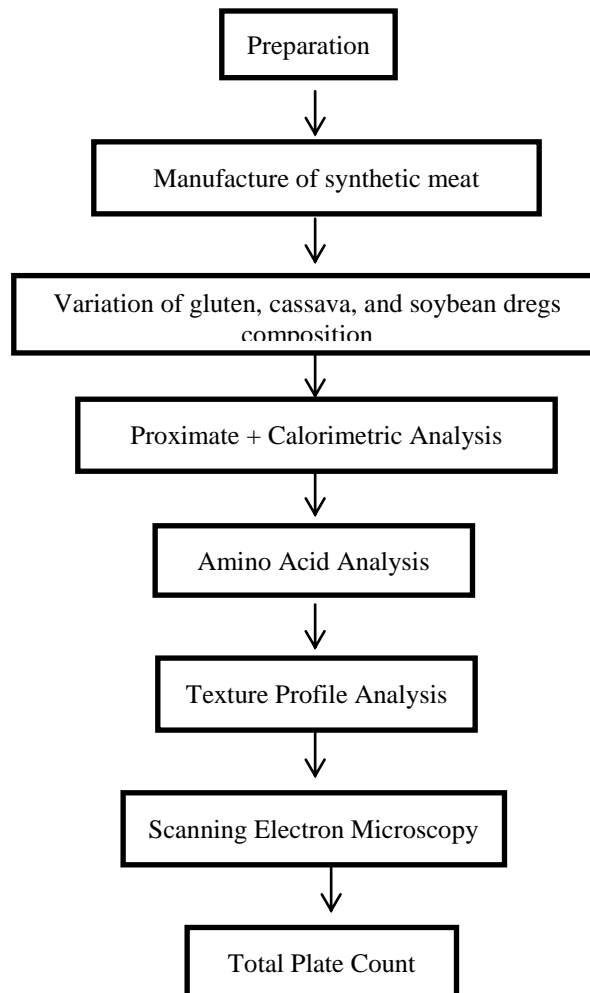 Preparation
Manufacture of synthetic meat
Variation of gluten, cassava, and soybean dregs
composition
Proximate + Calorimetric Analysis
Amino Acid Analysis
Texture Profile Analysis
Scanning Electron Microscopy
Total Plate Count